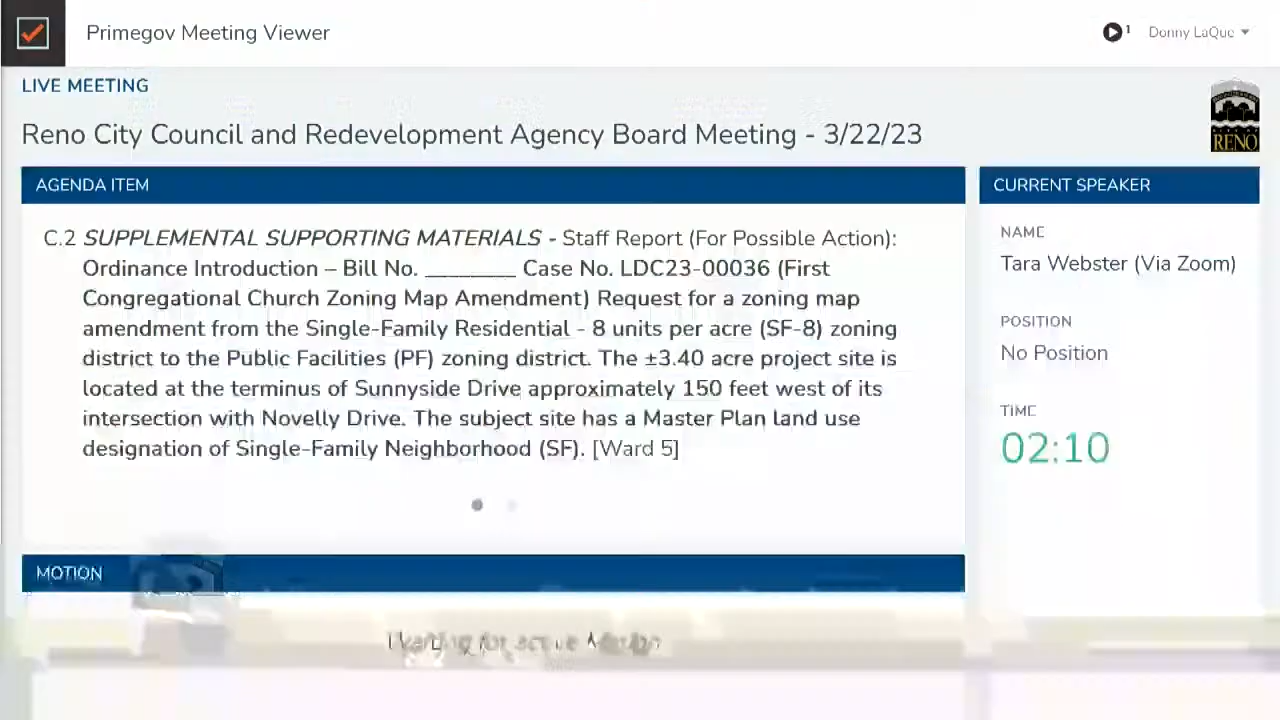 Primegov Meeting Viewer
1 Donny LaQue
LIVE MEETING
Reno City Council and Redevelopment Agency Board Meeting - 3/22/23
RENO
AGENDA ITEM
C.2 SUPPLEMENTAL SUPPORTING MATERIALS - Staff Report (For Possible Action):
Ordinance Introduction – Bill No. ________ Case No. LDC23-00036 (First
Congregational Church Zoning Map Amendment) Request for a zoning map
amendment from the Single-Family Residential - 8 units per acre (SF-8) zoning
district to the Public Facilities (PF) zoning district. The ±3.40 acre project site is
located at the terminus of Sunnyside Drive approximately 150 feet west of its
intersection with Novelly Drive. The subject site has a Master Plan land use
designation of Single-Family Neighborhood (SF). [Ward 5]
CURRENT SPEAKER
NAME
Tara Webster (Via Zoom)
POSITION
No Position
TIME
02:10
MOTION
for active